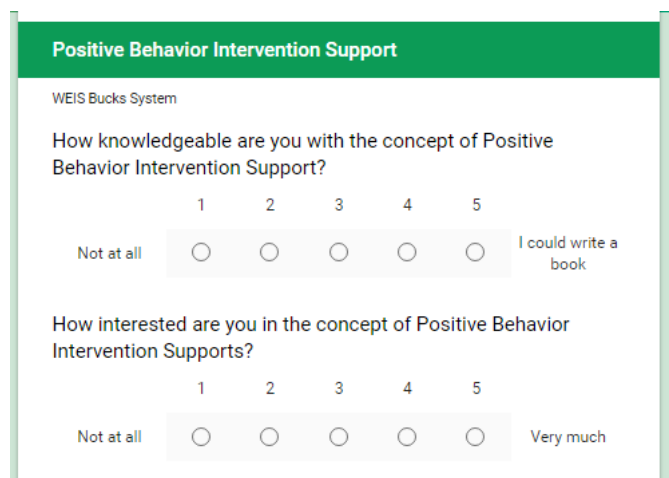 Positive Behavior Intervention Support
WEIS Bucks System
How knowledgeable are you with the concept of Positive
Behavior Intervention Support?
1 2 3 4 5
Not at all
I could write a
book
How interested are you in the concept of Positive Behavior
Intervention Supports?
1 2 3 4 5
Not at all Very much